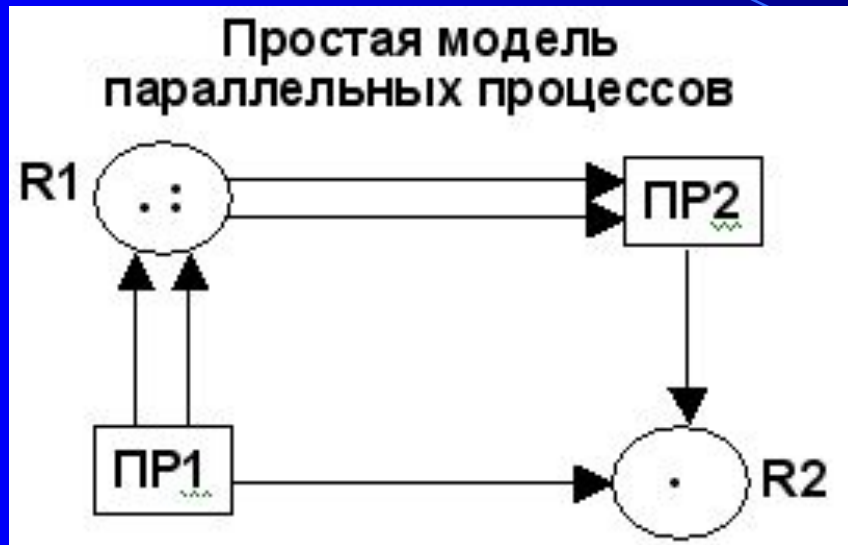 Простая модель
параллельных процессов
R1
ПР2
ПР1
R2